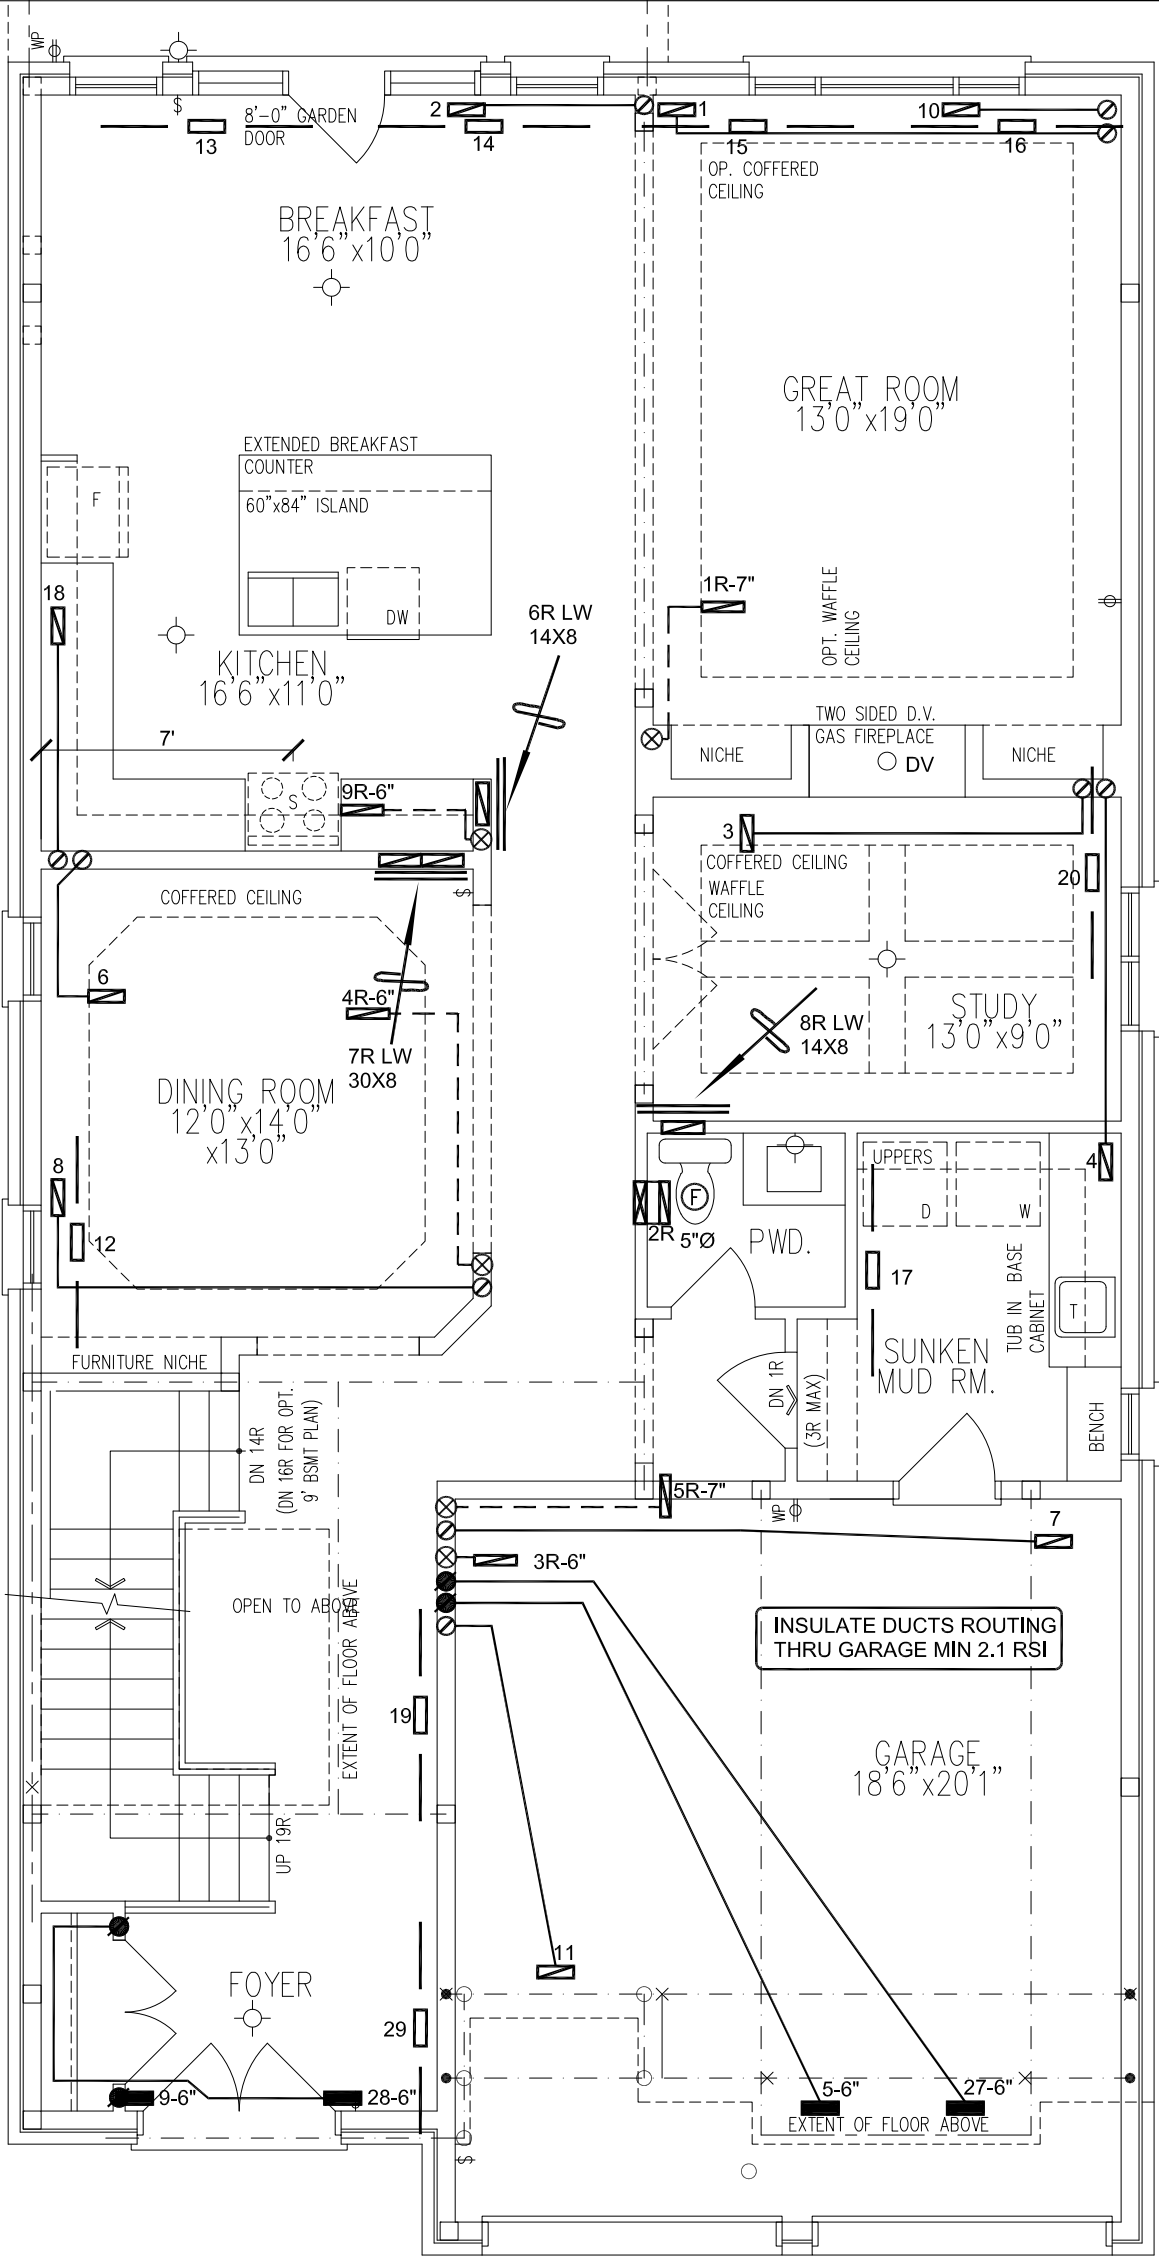 WP
$
8'-0" GARDEN
DOOR
2
1
10
13
14
15
16
OP. COFFERED
CEILING
BREAKFAST
16'6"x10'0"
GREAT ROOM
13'0"x19'0"
EXTENDED BREAKFAST
COUNTER
60"x84" ISLAND
F
DW
18
1R-7"
OPT. WAFFLE
CEILING
6R LW
14X8
KITCHEN
16'6"x11'0"
7'
TWO SIDED D.V.
GAS FIREPLACE
NICHE
DV
NICHE
S
9R-6"
3
COFFERED CEILING
WAFFLE
CEILING
20
COFFERED CEILING
$
6
4R-6"
7R LW
30X8
8R LW
14X8
STUDY
13'0"x9'0"
DINING ROOM
12'0"x14'0"
x13'0"
8
12
UPPERS
4
D
W
F
2R
5"Ø
PWD.
17
TUB IN BASE
CABINET
T
FURNITURE NICHE
SUNKEN
MUD RM.
DN 1R
(3R MAX)
BENCH
DN 14R
(DN 16R FOR OPT.
9' BSMT PLAN)
5R-7"
WP
7
3R-6"
OPEN TO ABOVE
EXTENT OF FLOOR ABOVE
INSULATE DUCTS ROUTING
THRU GARAGE MIN 2.1 RSI
19
GARAGE
18'6"x20'1"
UP 19R
11
FOYER
29
9-6"
28-6"
5-6"
27-6"
EXTENT OF FLOOR ABOVE
$